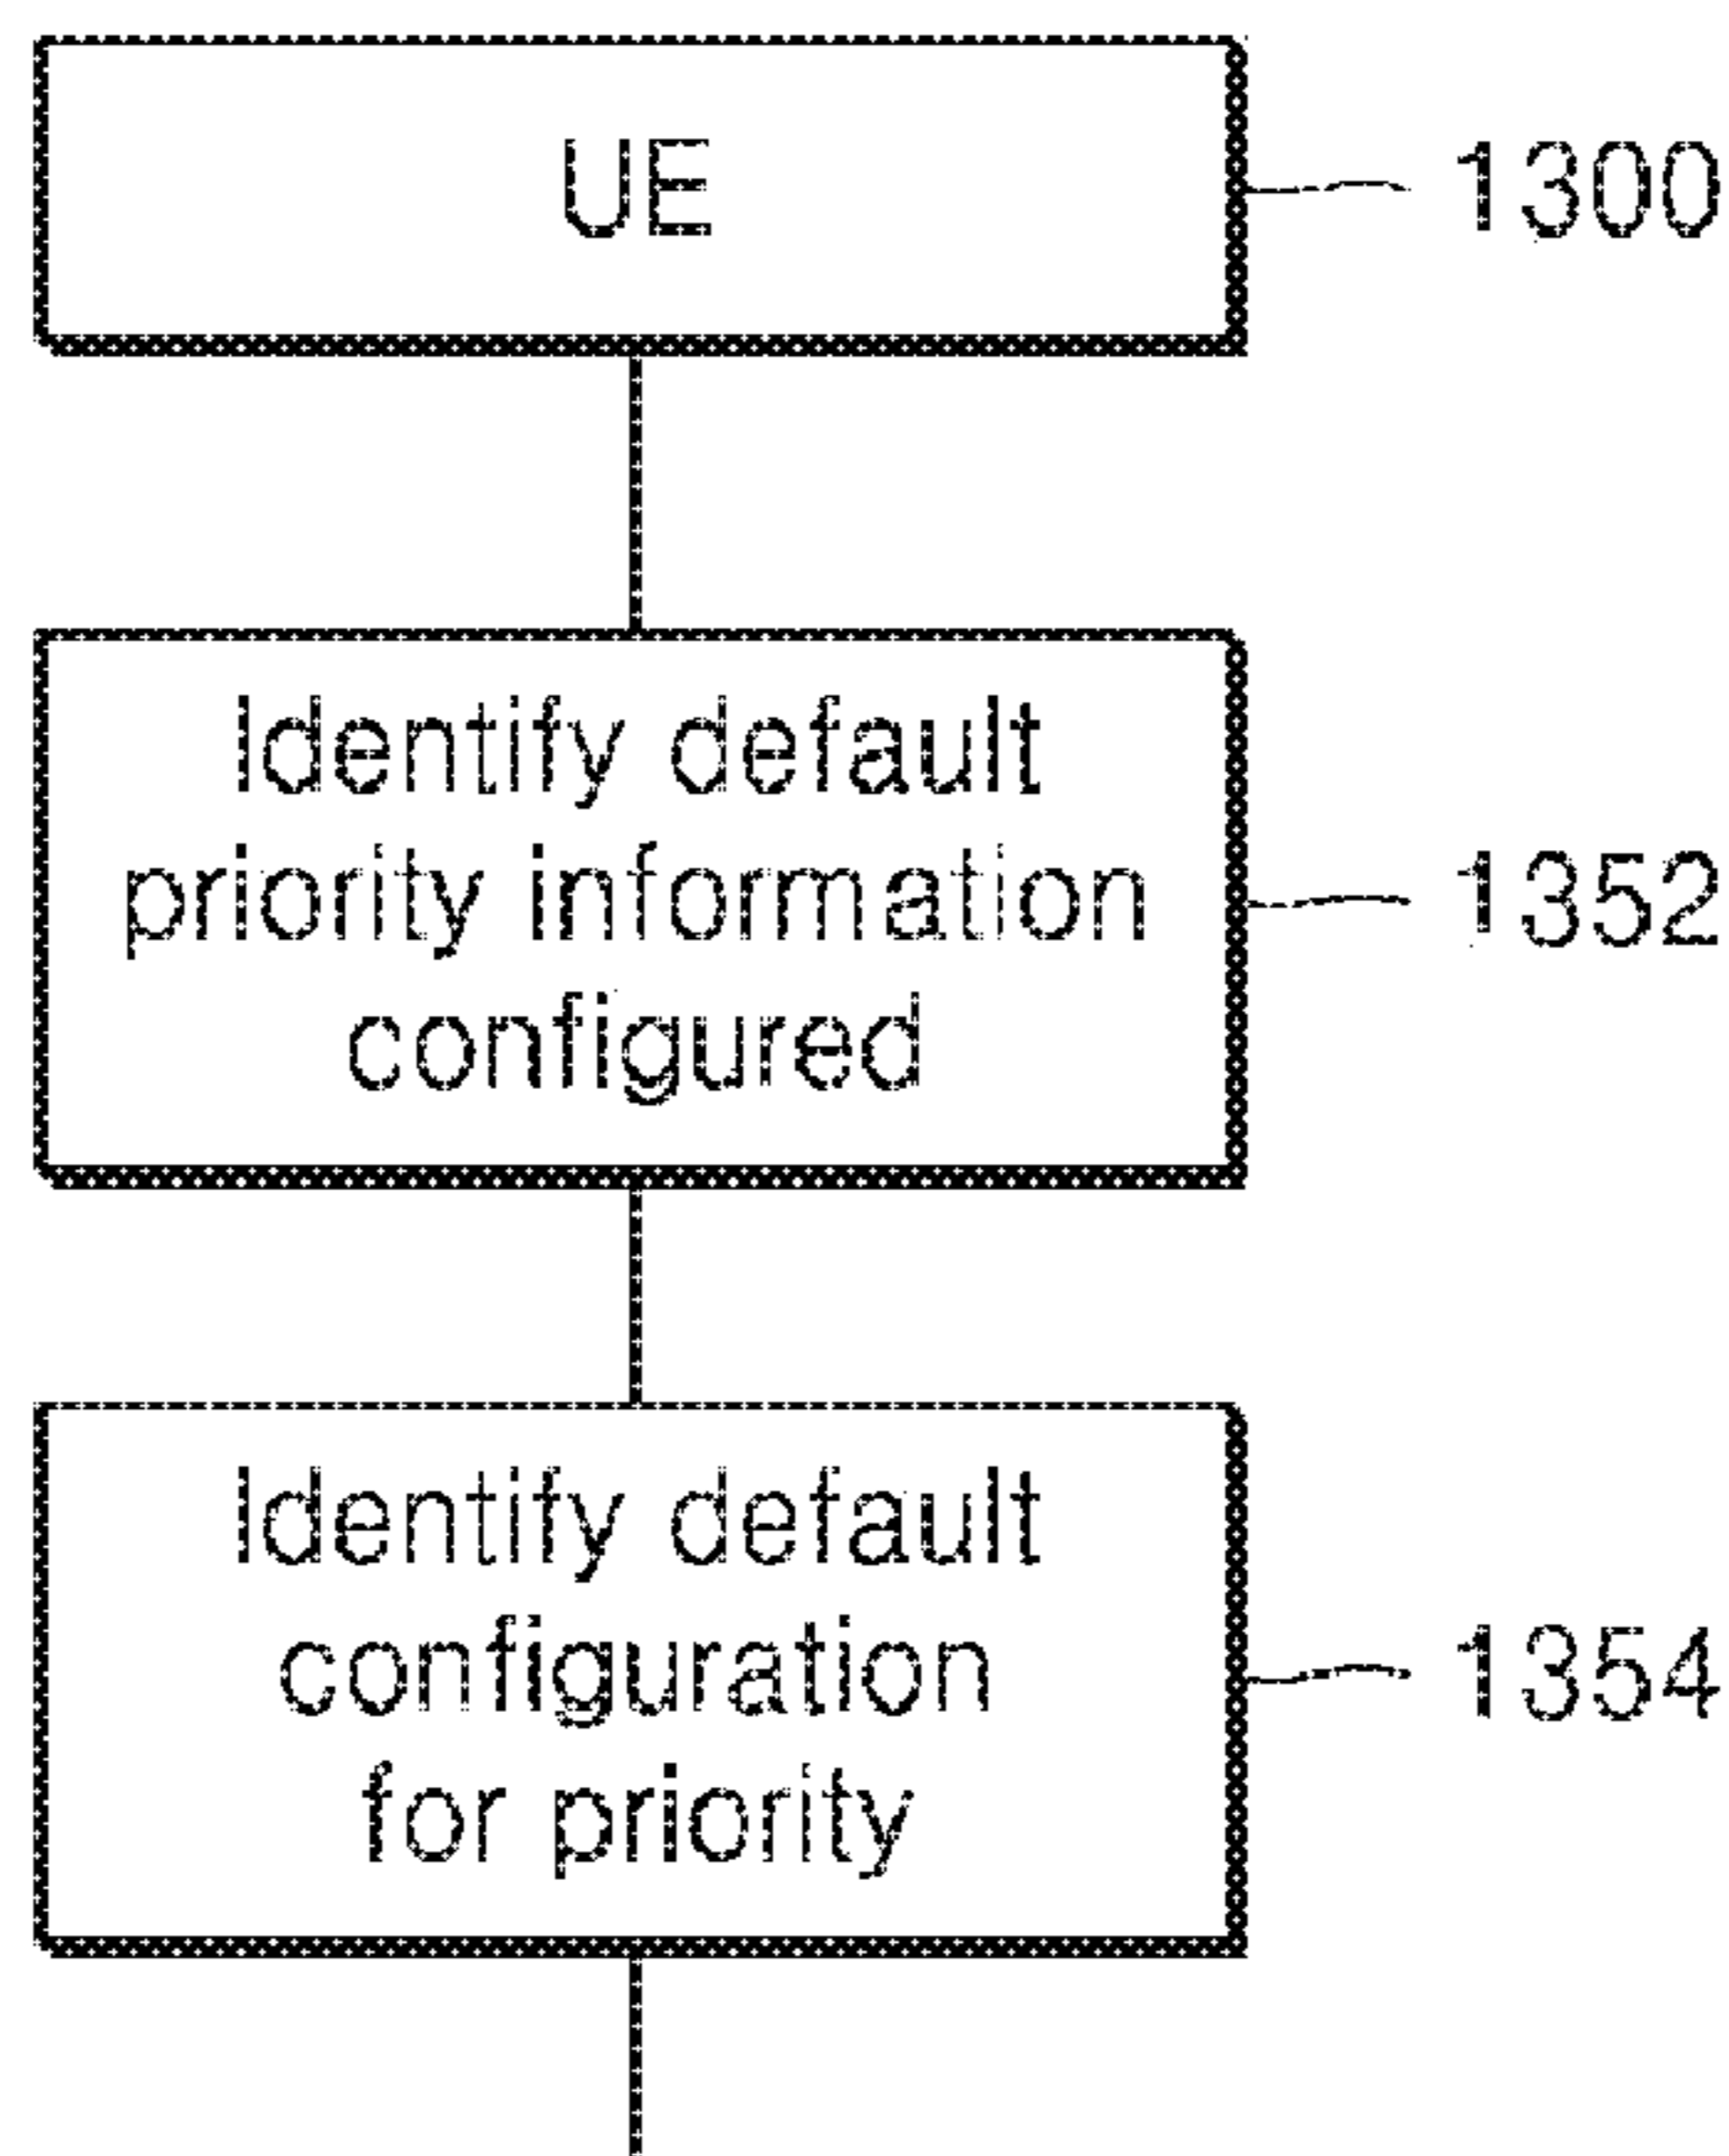 UE
1300
Identify default
priority information
configured
1352
Identify default
configuration
for priority
1354